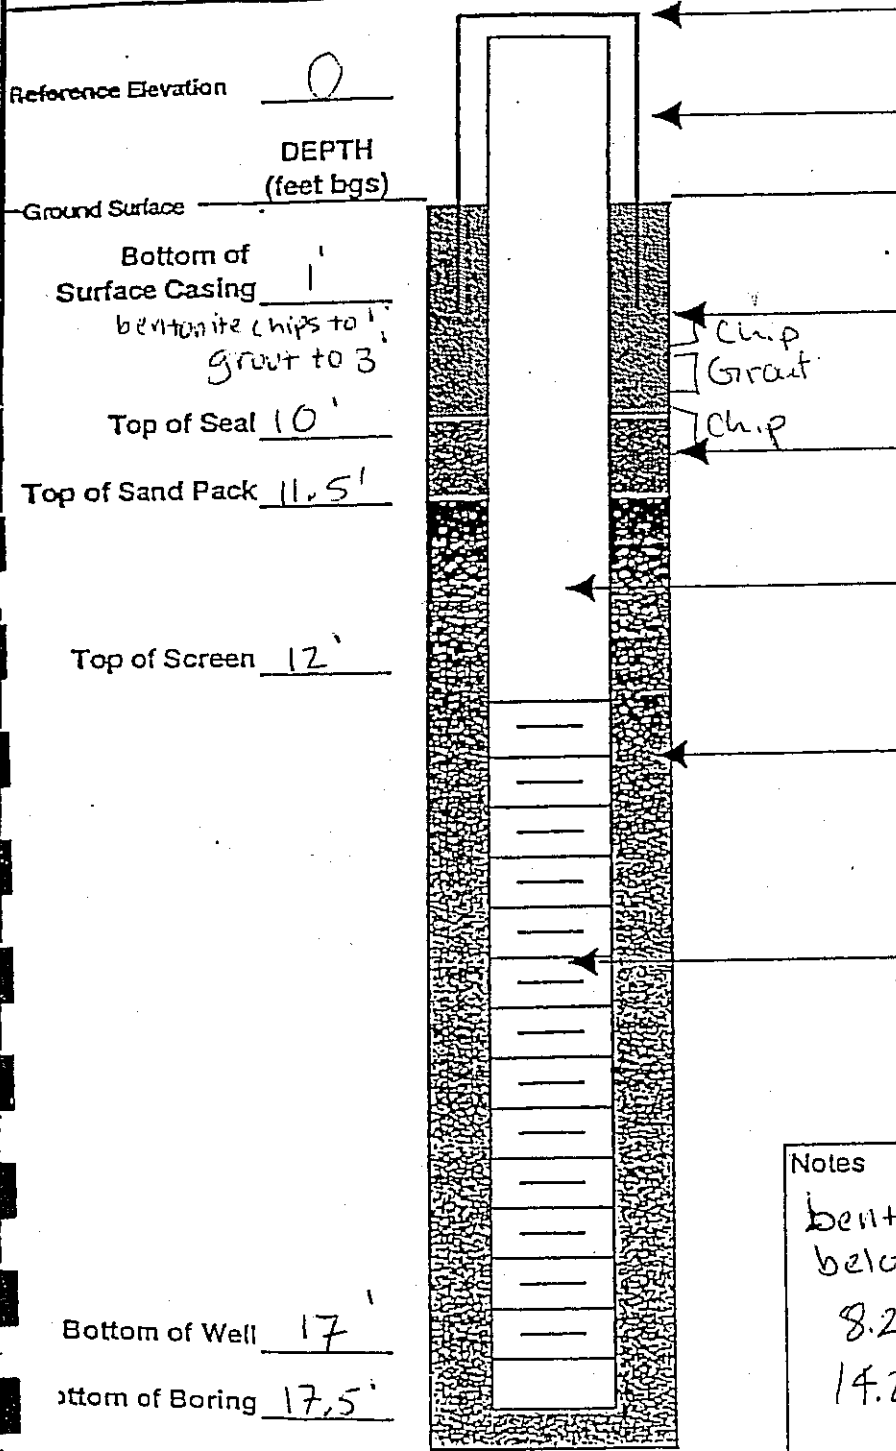 Reference Elevation 0
DEPTH
(feet bgs)
Ground Surface
Bottom of
Surface Casing 1'
bentonite chips to 1';
grout to 3
Chip
Grout
Top of Seal 10'
Chip
Top of Sand Pack 11.5'
Top of Screen 12'
Notes
bent
belo
8.2
14.2
Bottom of Well 17'
ottom of Boring 17.5'